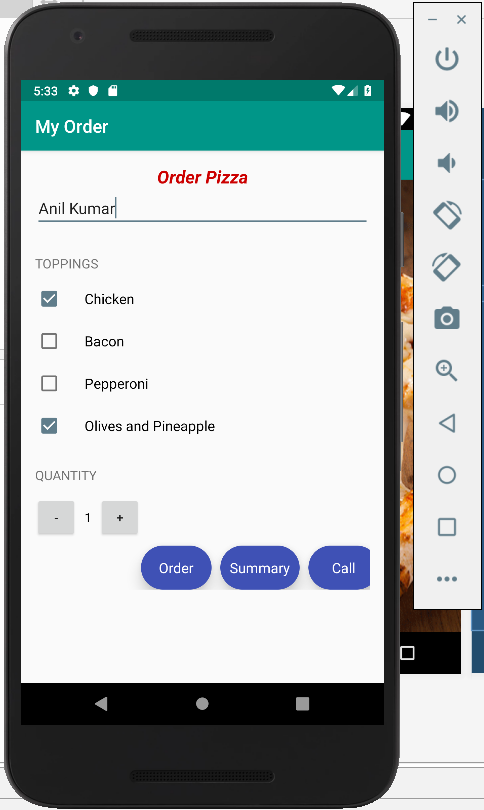 5:33
My Order
Order Pizza
Anil Kumar
TOPPINGS
Chicken
Bacon
Pepperoni
Olives and Pineapple
QUANTITY
- 1 +
Order Summary Call